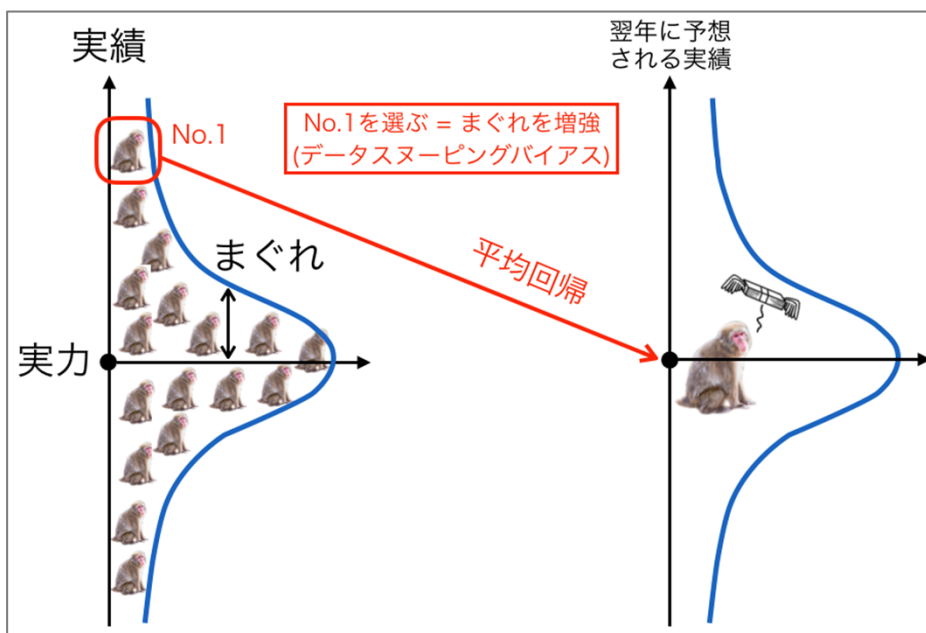 実績
No.1
まぐれ
実力
No.1を選ぶ = まぐれを増強
(データスヌーピングバイアス)
平均回帰
翌年に予想
される実績